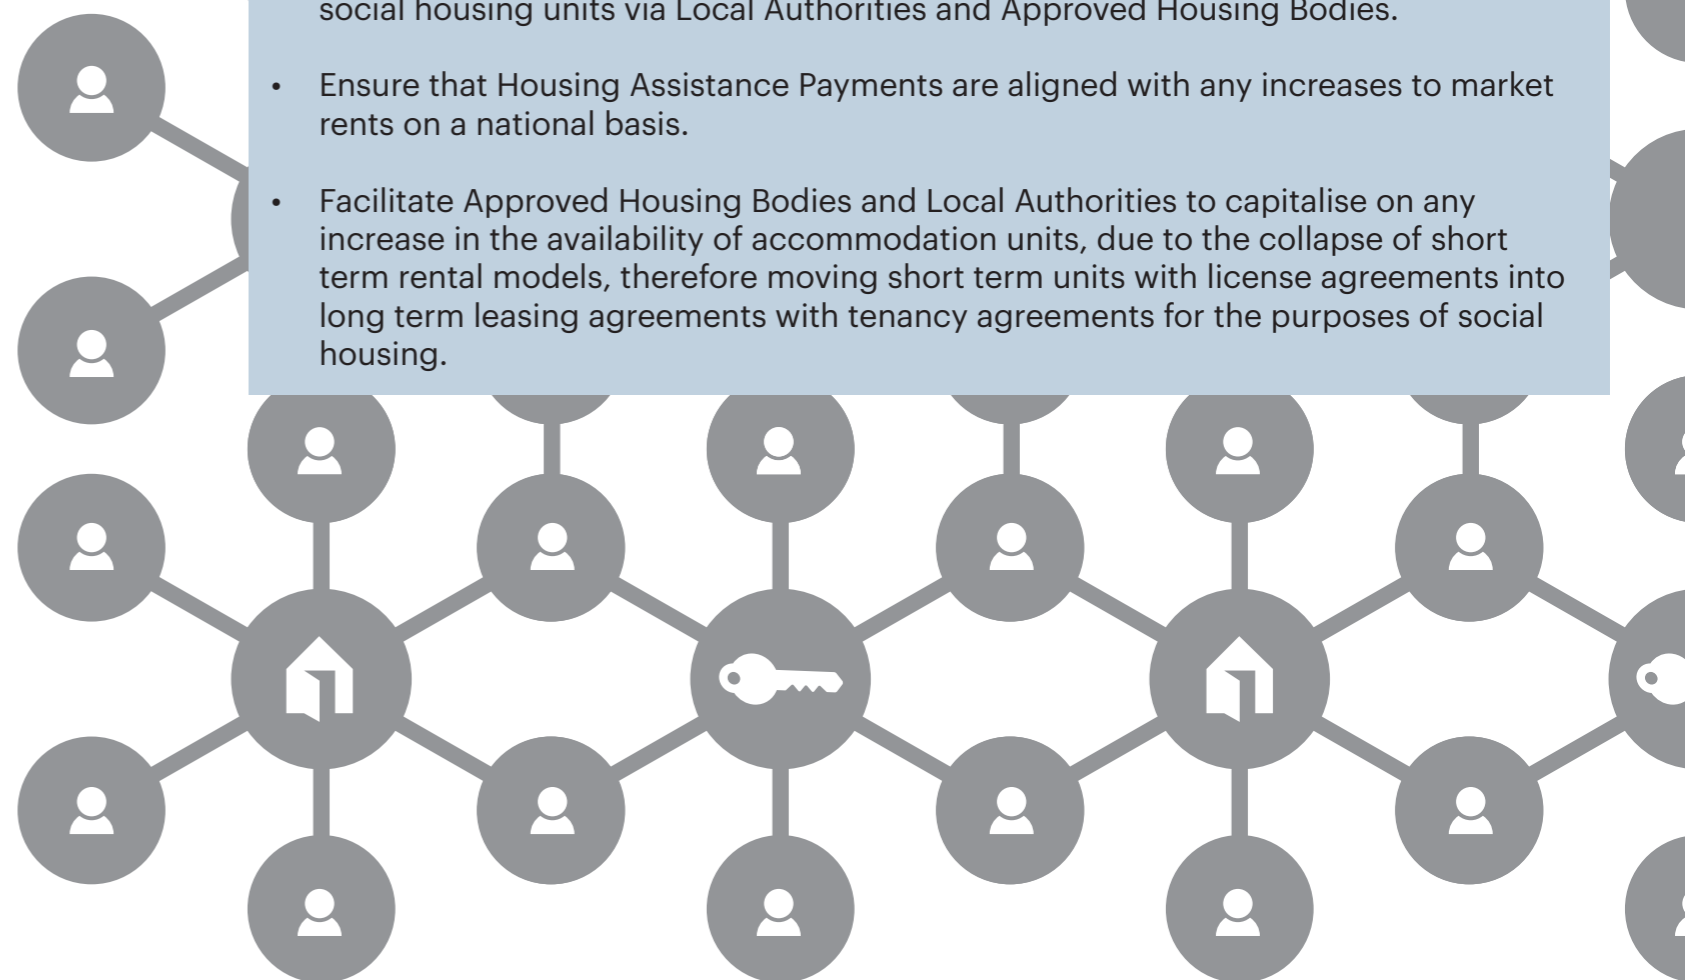 social housing units via Local Authorities and Approved Housing Bodies.
• Ensure that Housing Assistance Payments are aligned with any increases to market
rents on a national basis.
• Facilitate Approved Housing Bodies and Local Authorities to capitalise on any
increase in the availability of accommodation units, due to the collapse of short
term rental models, therefore moving short term units with license agreements into
long term leasing agreements with tenancy agreements for the purposes of social
housing.